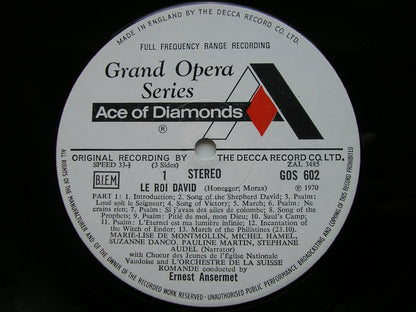 MADE IN ENGLAND BY THE DECCA RECORD CO LTD.
FULL FREQUENCY RANGE RECORDING
Grand Opera
Series
Ace of Diamonds
®
ORIGINAL RECORDING BY THE DECCA RECORD CO. LTD.
SPEED 33⅓ (3 Sides) ZAL 3485
BIEM 1 STEREO GOS 602
LE ROI DAVID (Honegger; Morax) ℗ 1970
PART 1: 1. Introduction; 2. Song of the Shepherd David; 3. Psalm:
Loué soit le Seigneur; 4. Song of Victory; 5. March; 6. Psalm: Ne
crains rien; 7. Psalm: Si j'avais des ailes de colombe; 8. Song of the
Prophets; 9. Psalm: Pitié de moi, mon Dieu; 10. Saul's Camp;
11. Psalm: L'Eternel est ma lumière infinie; 12: Incantation of
the Witch of Endor; 13. March of the Philistines (23.10).
MARIE-LISE DE MONTMOLLIN, MICHEL HAMEL,
SUZANNE DANCO, PAULINE MARTIN, STEPHANE
AUDEL (Narrator)
with Choeur des Jeunes de l'Église Nationale
Vaudoise and L'ORCHESTRE DE LA SUISSE
ROMANDE conducted by
Ernest Ansermet
ALL RIGHTS OF THE MANUFACTURER AND OF THE OWNER OF THE RECORDED WORK RESERVED - UNAUTHORISED PUBLIC PERFORMANCE BROADCASTING AND COPYING OF THIS RECORD PROHIBITED